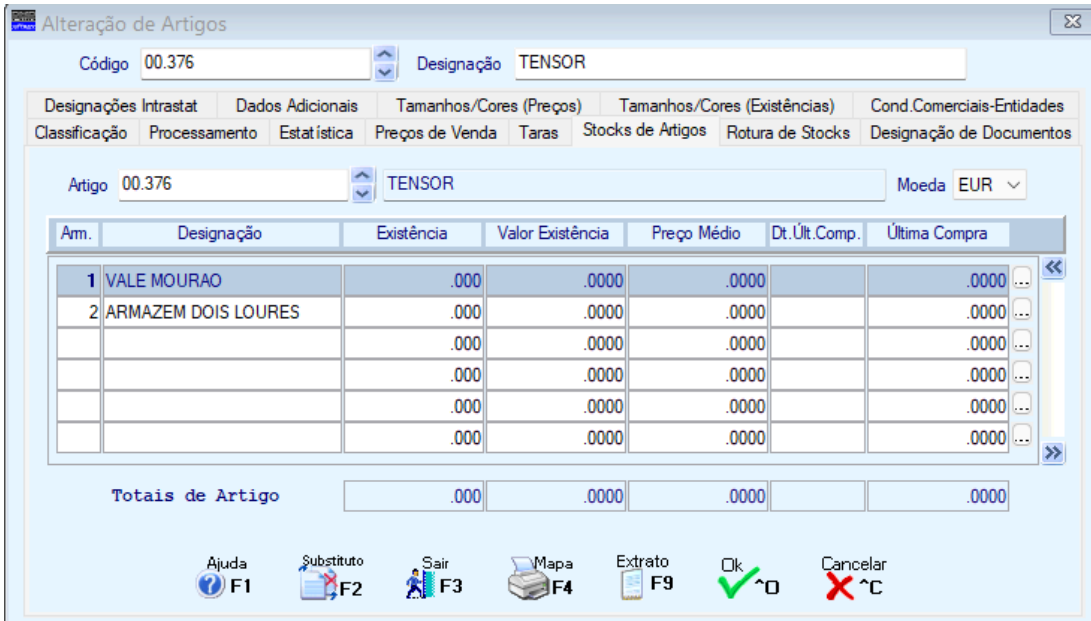 Alteração de Artigos
Código 00.376 Designação TENSOR
Designações Intrastat Dados Adicionais Tamanhos/Cores (Preços) Tamanhos/Cores (Existências) Cond.Comerciais-Entidades
Classificação Processamento Estatística Preços de Venda Taras Stocks de Artigos Rotura de Stocks Designação de Documentos
Artigo 00.376 TENSOR Moeda EUR
Arm. Designação Existência Valor Existência Preço Médio Dt.Últ.Comp. Última Compra
1 VALE MOURAO .000 .0000 .0000 .0000 ...
2 ARMAZEM DOIS LOURES .000 .0000 .0000 .0000 ...
.000 .0000 .0000 .0000 ...
.000 .0000 .0000 .0000 ...
.000 .0000 .0000 .0000 ...
.000 .0000 .0000 .0000 ...
Totais de Artigo .000 .0000 .0000 .0000
Ajuda F1 Substituto F2 Sair F3 Mapa F4 Extrato F9 Ok ^O Cancelar ^C